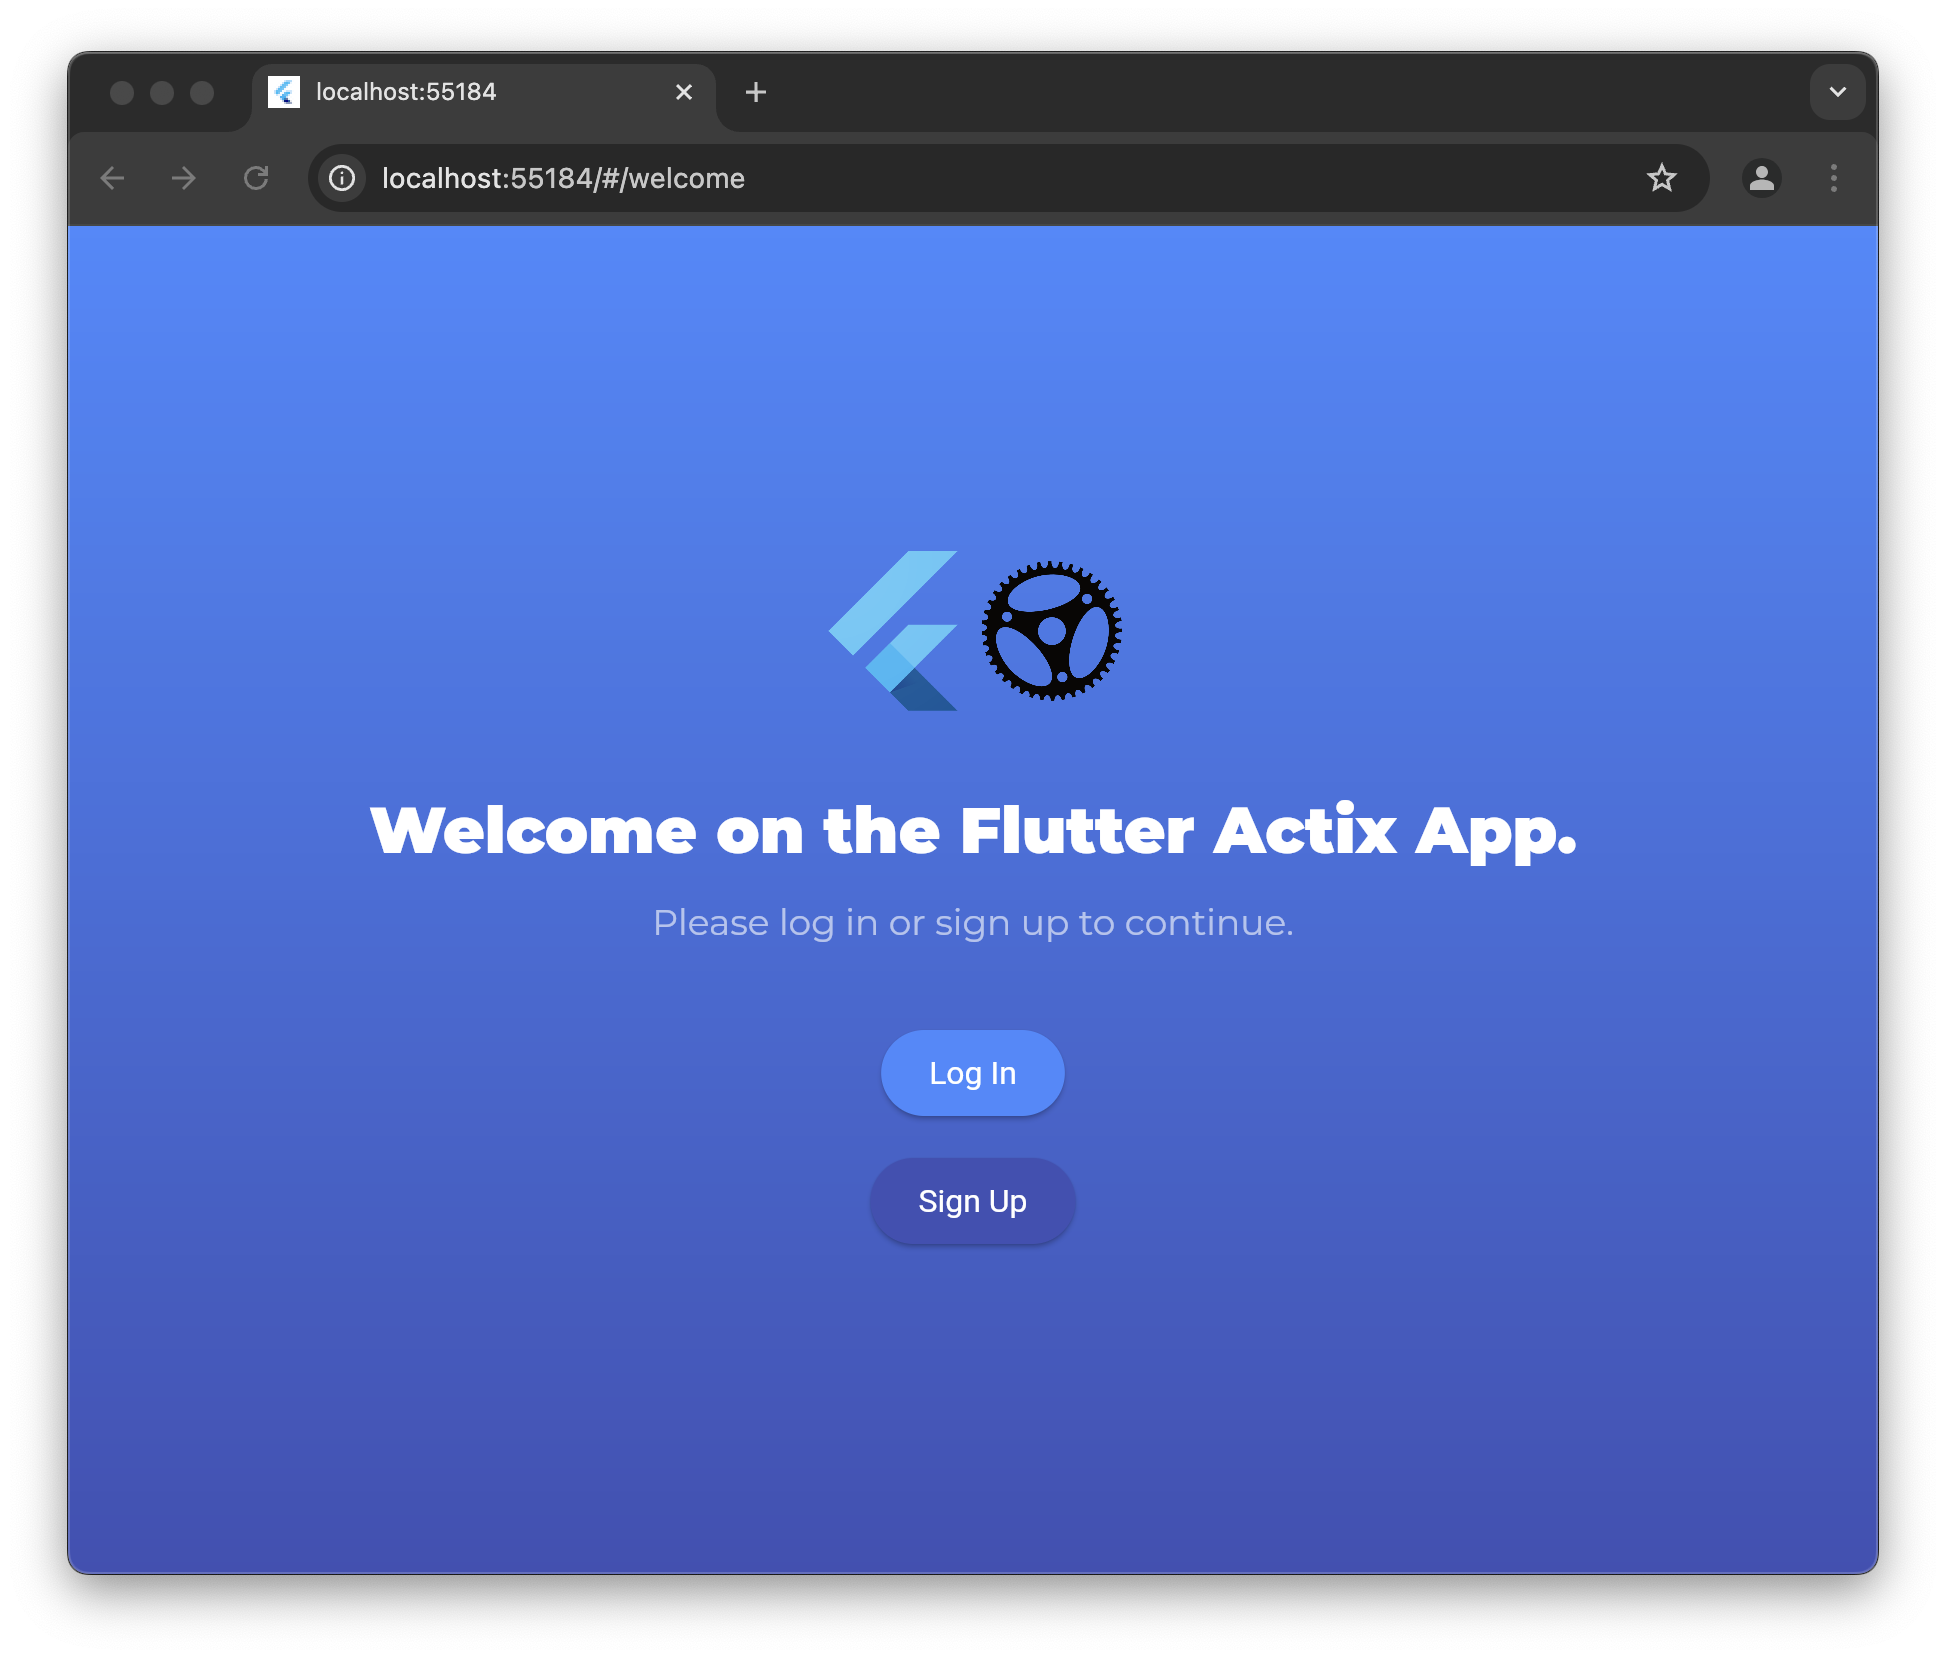 localhost:55184
localhost:55184/#/welcome
Welcome on the Flutter Actix App.
Please log in or sign up to continue.
Log In
Sign Up